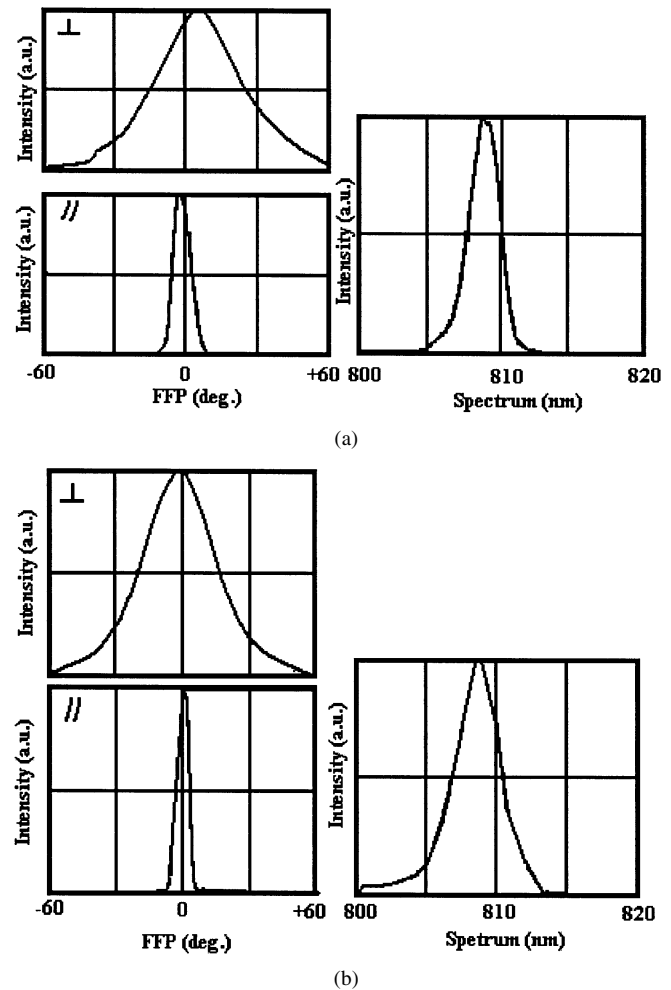 ⊥
Intensity (a.u.)
//
Intensity (a.u.)
-60 0 +60
FFP (deg.)
Intensity (a.u.)
800 810 820
Spectrum (nm)
(a)
⊥
Intensity (a.u.)
//
Intensity (a.u.)
-60 0 +60
FFP (deg.)
Intensity (a.u.)
800 810 820
Spetrum (nm)
(b)